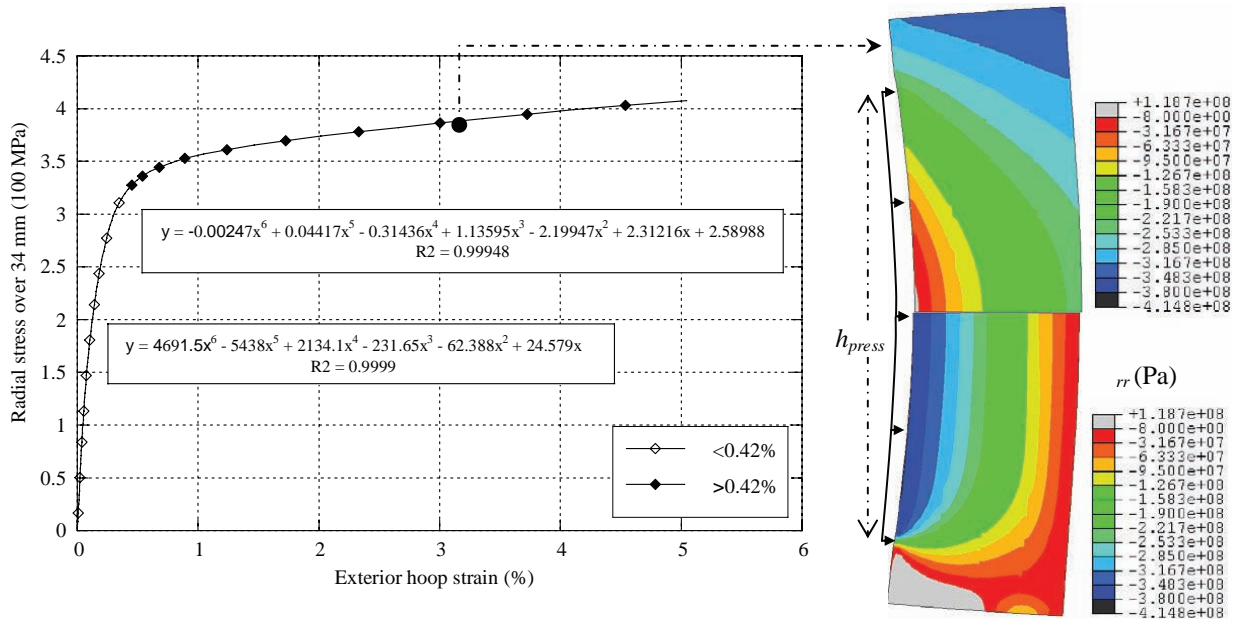 Radial stress over 34 mm (100 MPa)
4.5
4
3.5
3
2.5
2
1.5
1
0.5
0
0
1
2
3
4
5
6
Exterior hoop strain (%)
y = -0.00247x^6 + 0.04417x^5 - 0.31436x^4 + 1.13595x^3 - 2.19947x^2 + 2.31216x + 2.58988
R2 = 0.99948
y = 4691.5x^6 - 5438x^5 + 2134.1x^4 - 231.65x^3 - 62.388x^2 + 24.579x
R2 = 0.9999
<0.42%
>0.42%
h_press
+1.187e+08
-8.000e+00
-3.167e+07
-6.333e+07
-9.500e+07
-1.267e+08
-1.583e+08
-1.900e+08
-2.217e+08
-2.533e+08
-2.850e+08
-3.167e+08
-3.483e+08
-3.800e+08
-4.148e+08
rr (Pa)
+1.187e+08
-8.000e+00
-3.167e+07
-6.333e+07
-9.500e+07
-1.267e+08
-1.583e+08
-1.900e+08
-2.217e+08
-2.533e+08
-2.850e+08
-3.167e+08
-3.483e+08
-3.800e+08
-4.148e+08